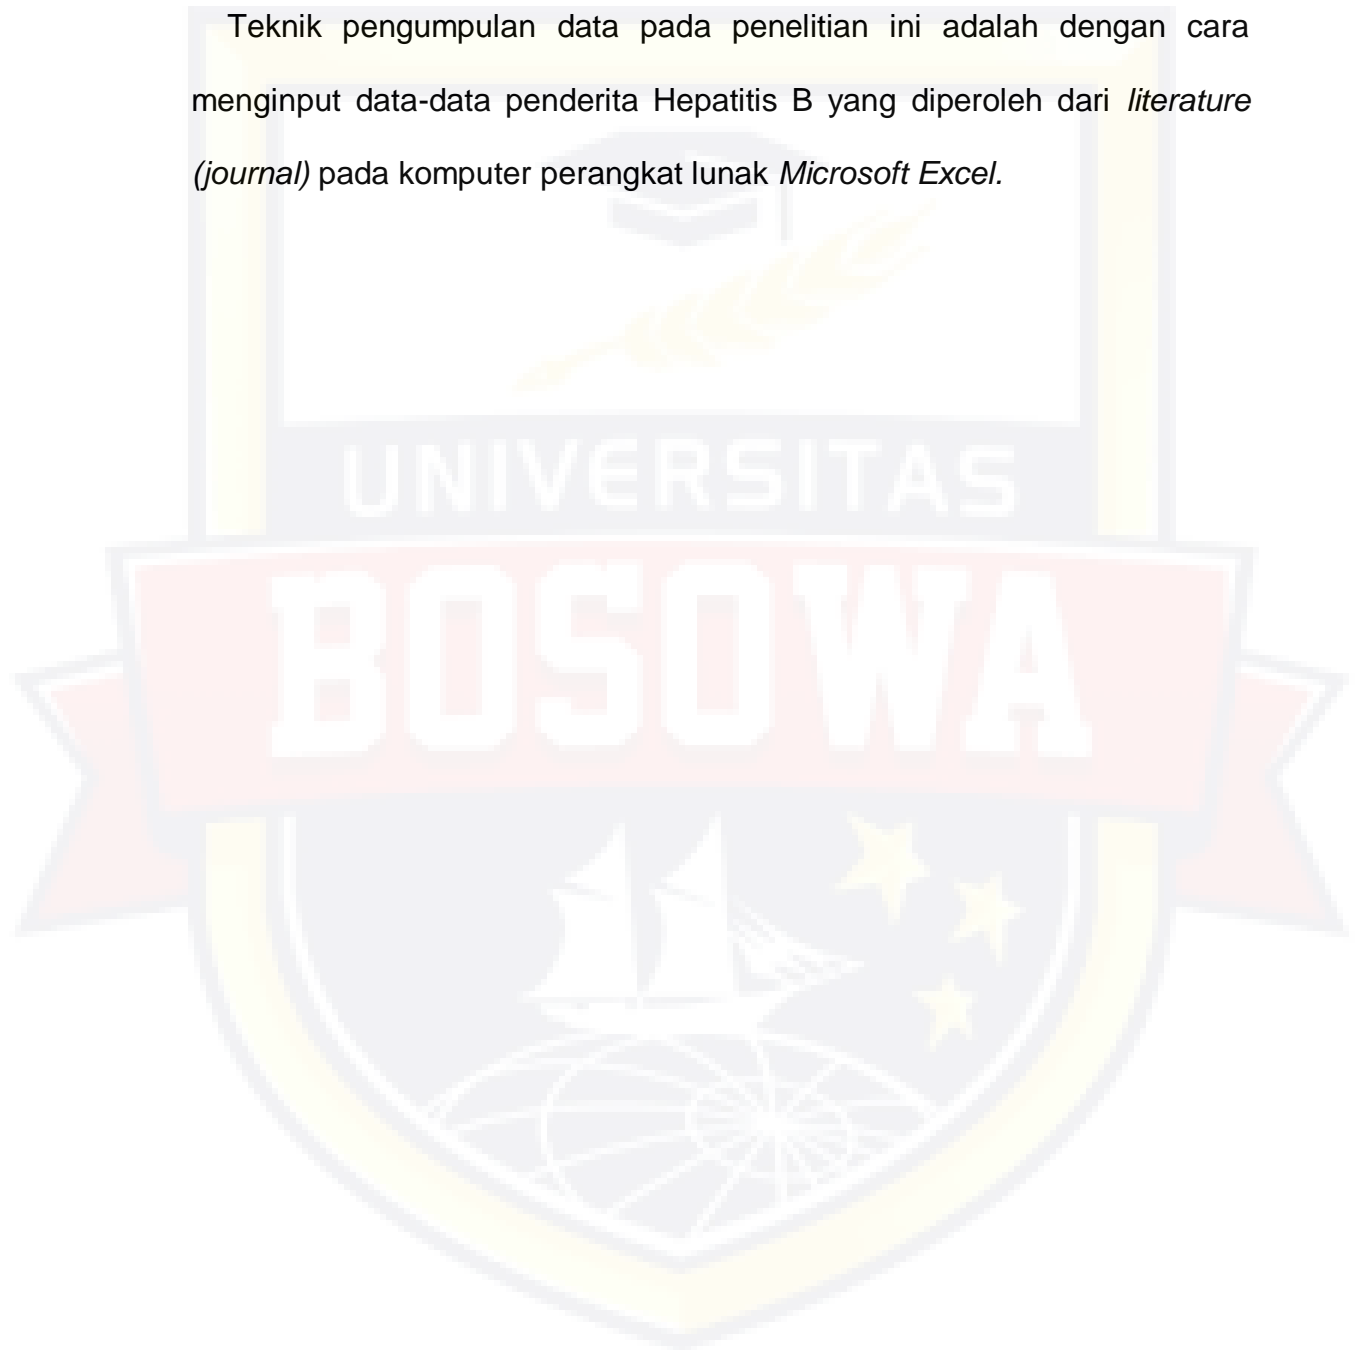 Teknik pengumpulan data pada penelitian ini adalah dengan cara
menginput data-data penderita Hepatitis B yang diperoleh dari literature
(journal) pada komputer perangkat lunak Microsoft Excel.
UNIVERSITAS
BOSOWA